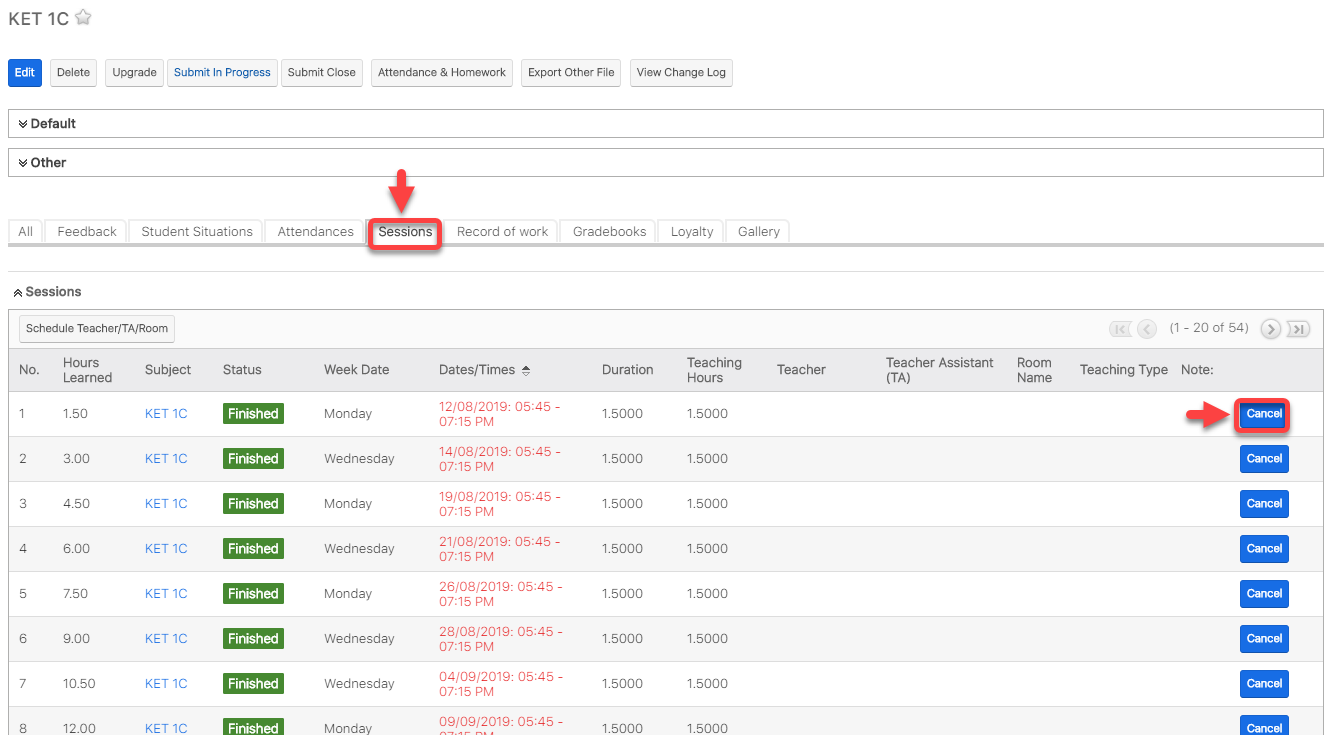 KET 1C
Edit Delete Upgrade Submit In Progress Submit Close Attendance & Homework Export Other File View Change Log
Default
Other
All Feedback Student Situations Attendances Sessions Record of work Gradebooks Loyalty Gallery
Sessions
Schedule Teacher/TA/Room (1 - 20 of 54)
No. Hours Learned Subject Status Week Date Dates/Times Duration Teaching Hours Teacher Teacher Assistant (TA) Room Name Teaching Type Note:
1 1.50 KET 1C Finished Monday 12/08/2019: 05:45 - 07:15 PM 1.5000 1.5000 Cancel
2 3.00 KET 1C Finished Wednesday 14/08/2019: 05:45 - 07:15 PM 1.5000 1.5000 Cancel
3 4.50 KET 1C Finished Monday 19/08/2019: 05:45 - 07:15 PM 1.5000 1.5000 Cancel
4 6.00 KET 1C Finished Wednesday 21/08/2019: 05:45 - 07:15 PM 1.5000 1.5000 Cancel
5 7.50 KET 1C Finished Monday 26/08/2019: 05:45 - 07:15 PM 1.5000 1.5000 Cancel
6 9.00 KET 1C Finished Wednesday 28/08/2019: 05:45 - 07:15 PM 1.5000 1.5000 Cancel
7 10.50 KET 1C Finished Wednesday 04/09/2019: 05:45 - 07:15 PM 1.5000 1.5000 Cancel
8 12.00 KET 1C Finished Monday 09/09/2019: 05:45 - 1.5000 1.5000 Cancel